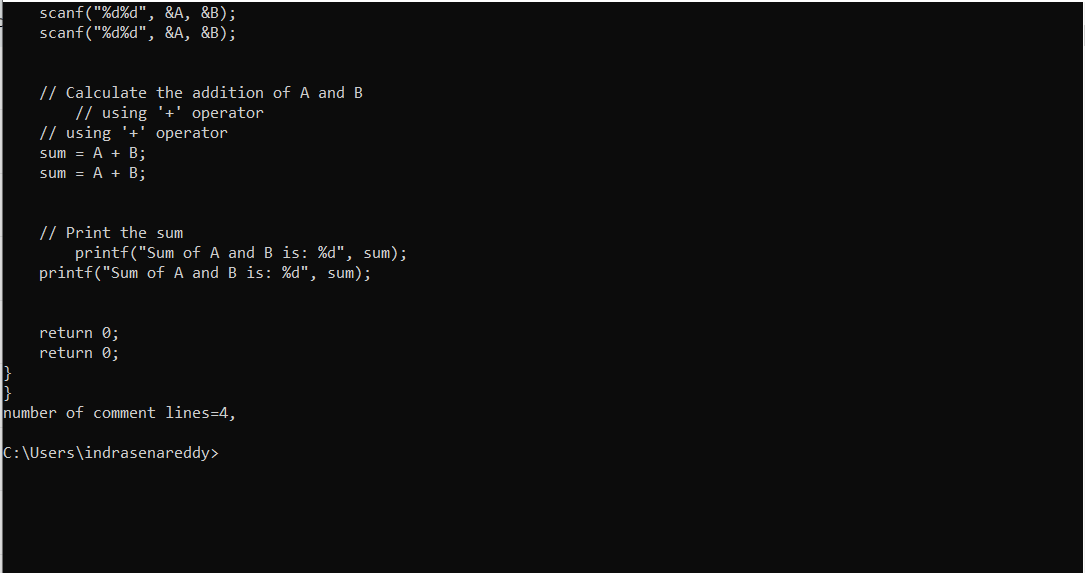 scanf("%d%d", &A, &B);
scanf("%d%d", &A, &B);
// Calculate the addition of A and B
// using '+' operator
// using '+' operator
sum = A + B;
sum = A + B;
// Print the sum
printf("Sum of A and B is: %d", sum);
printf("Sum of A and B is: %d", sum);
return 0;
return 0;
}
}
number of comment lines=4,
C:\Users\indrasenareddy>